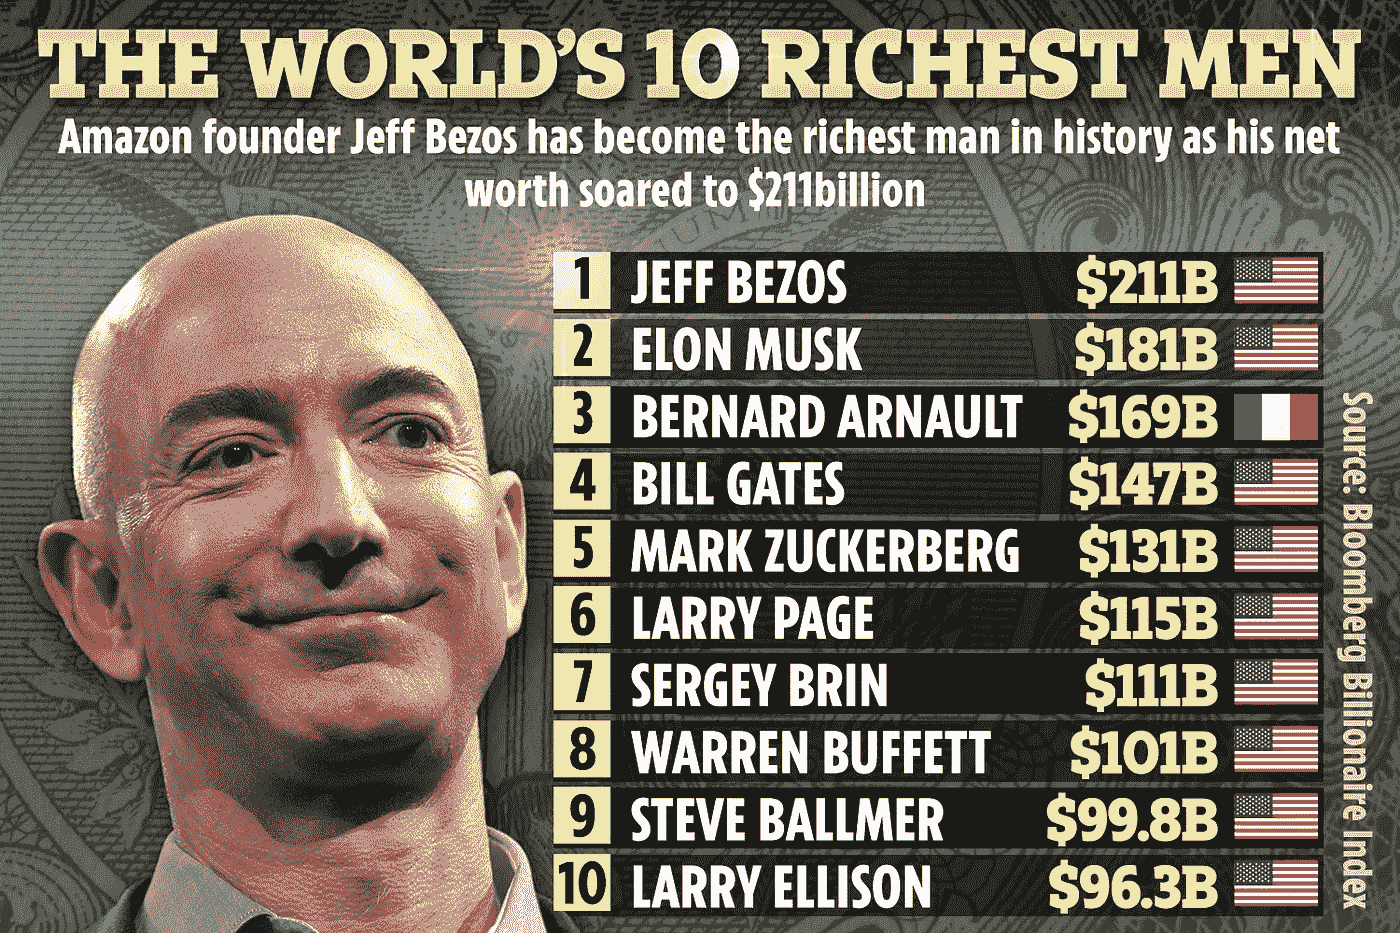 THE WORLD'S 10 RICHEST MEN
Amazon founder Jeff Bezos has become the richest man in history as his net
worth soared to $211billion
1 JEFF BEZOS $211B
2 ELON MUSK $181B
3 BERNARD ARNAULT $169B
4 BILL GATES $147B
5 MARK ZUCKERBERG $131B
6 LARRY PAGE $115B
7 SERGEY BRIN $111B
8 WARREN BUFFETT $101B
9 STEVE BALLMER $99.8B
10 LARRY ELLISON $96.3B
Source: Bloomberg Billionaire Index